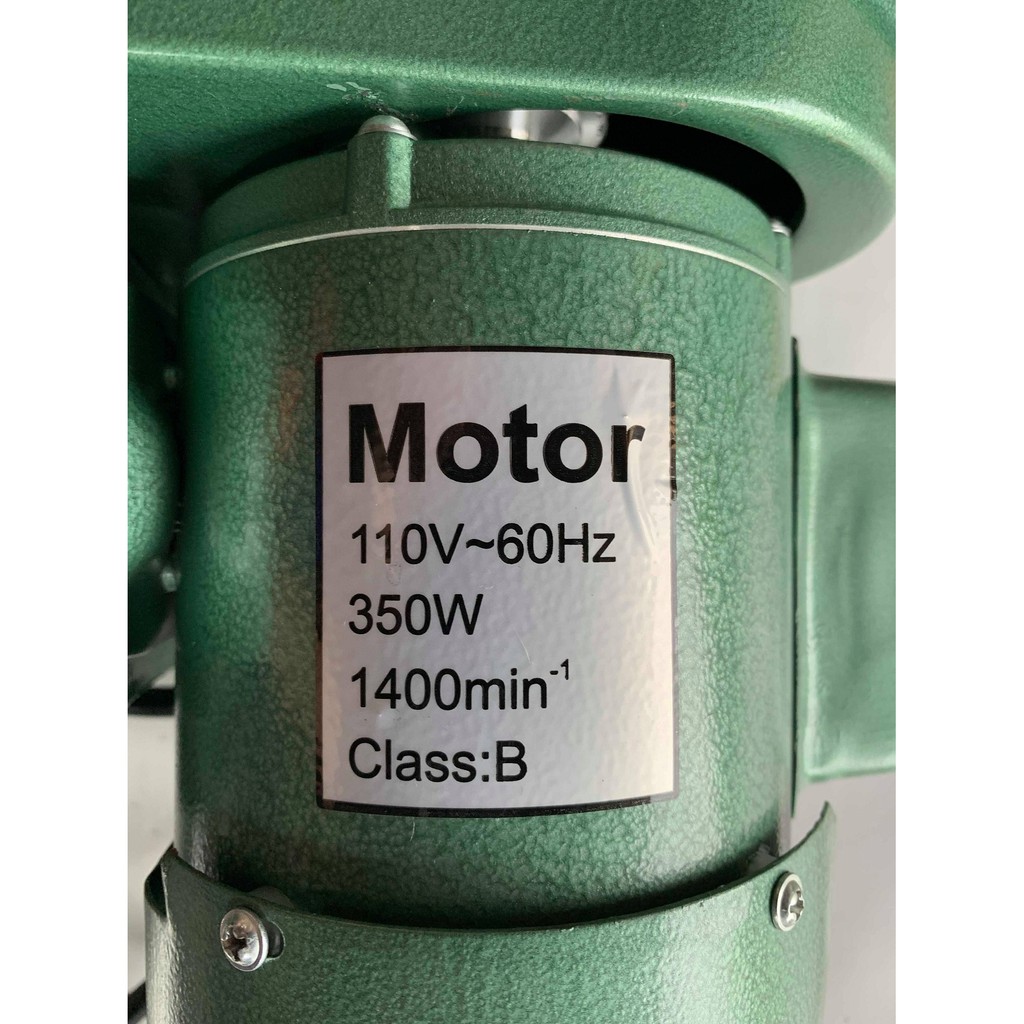 Motor
110V~60Hz
350W
1400min⁻¹
Class:B